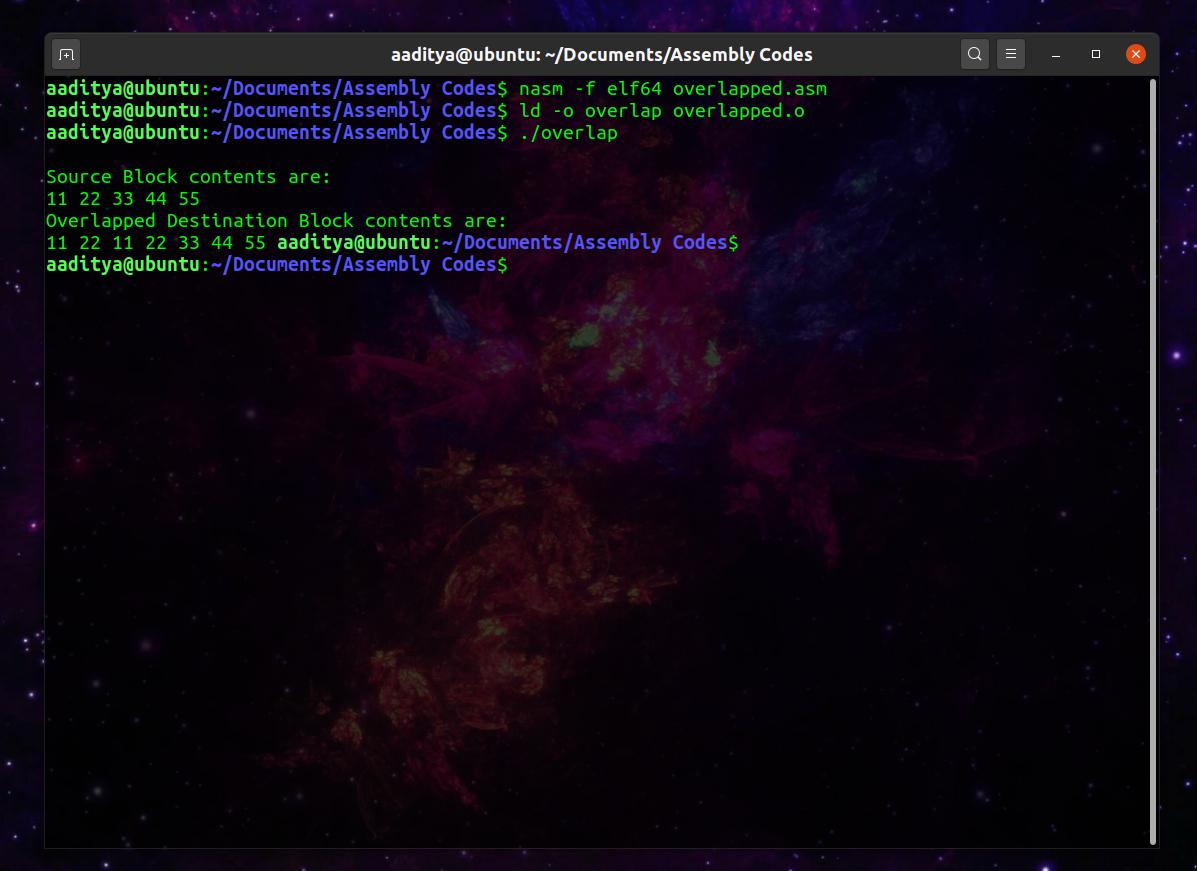 aaditya@ubuntu: ~/Documents/Assembly Codes
aaditya@ubuntu:~/Documents/Assembly Codes$ nasm -f elf64 overlapped.asm
aaditya@ubuntu:~/Documents/Assembly Codes$ ld -o overlap overlapped.o
aaditya@ubuntu:~/Documents/Assembly Codes$ ./overlap
Source Block contents are:
11 22 33 44 55
Overlapped Destination Block contents are:
11 22 11 22 33 44 55 aaditya@ubuntu:~/Documents/Assembly Codes$
aaditya@ubuntu:~/Documents/Assembly Codes$